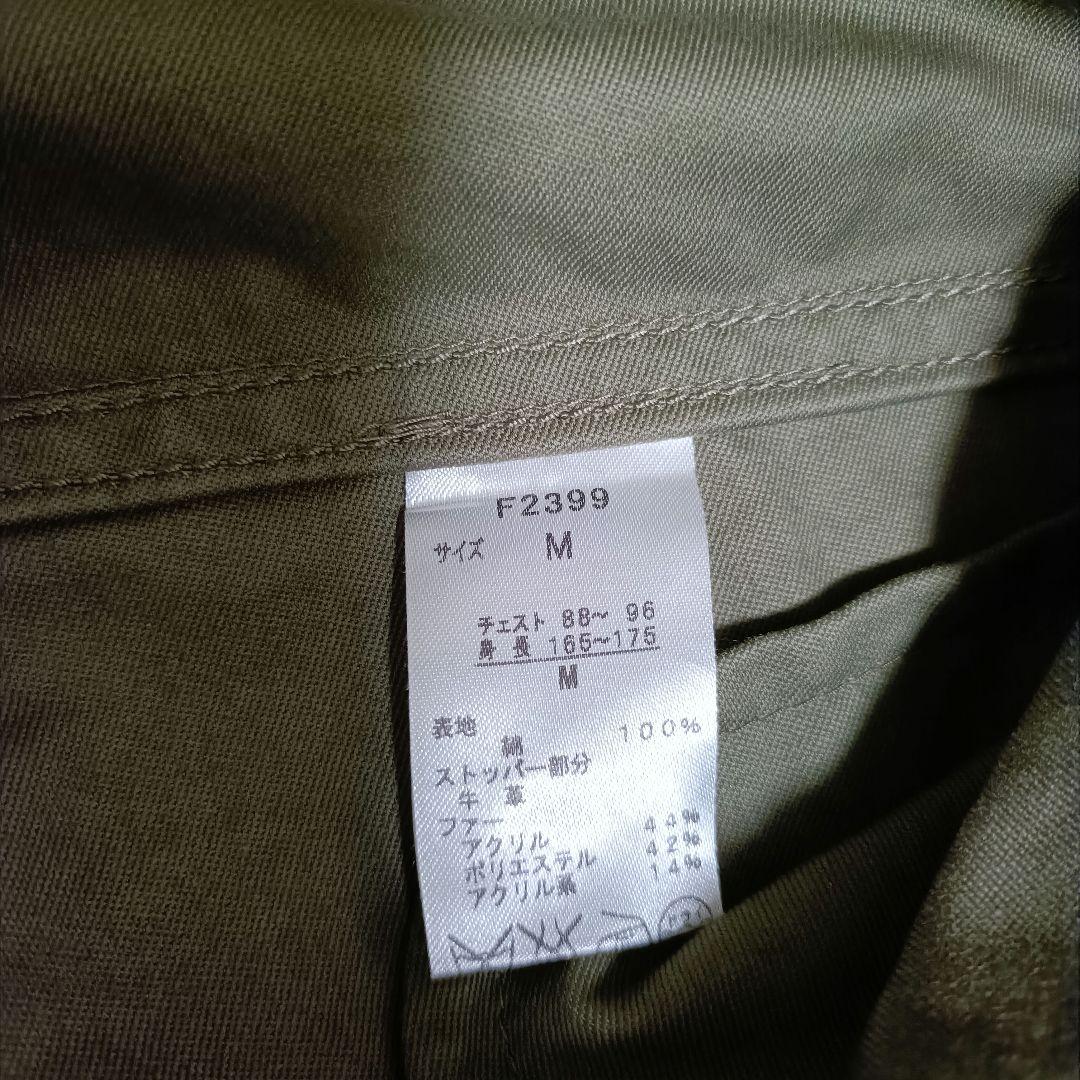 F2399
サイズ M
チェスト 88〜 96
身 長 165〜175
M
表地
綿 100%
ストッパー部分
牛 革
ファー
アクリル 44%
ポリエステル 42%
アクリル系 14%